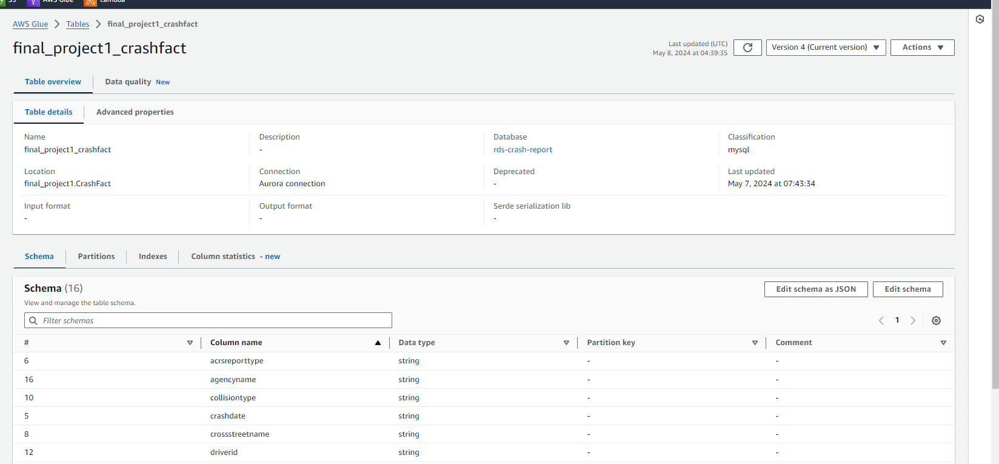 AWS Glue
Lambda
AWS Glue > Tables > final_project1_crashfact
final_project1_crashfact
Last updated (UTC)
May 8, 2024 at 04:39:35
Version 4 (Current version)
Actions
Table overview
Data quality New
Table details
Advanced properties
Name
final_project1_crashfact
Description
-
Database
rds-crash-report
Classification
mysql
Location
final_project1.CrashFact
Connection
Aurora connection
Deprecated
-
Last updated
May 7, 2024 at 07:43:34
Input format
-
Output format
-
Serde serialization lib
-
Schema
Partitions
Indexes
Column statistics - new
Schema (16)
View and manage the table schema.
Edit schema as JSON
Edit schema
Filter schemas
1
# Column name Data type Partition key Comment
6 acrsreporttype string - -
16 agencyname string - -
10 collisiontype string - -
5 crashdate string - -
8 crossstreetname string - -
12 driverid string - -